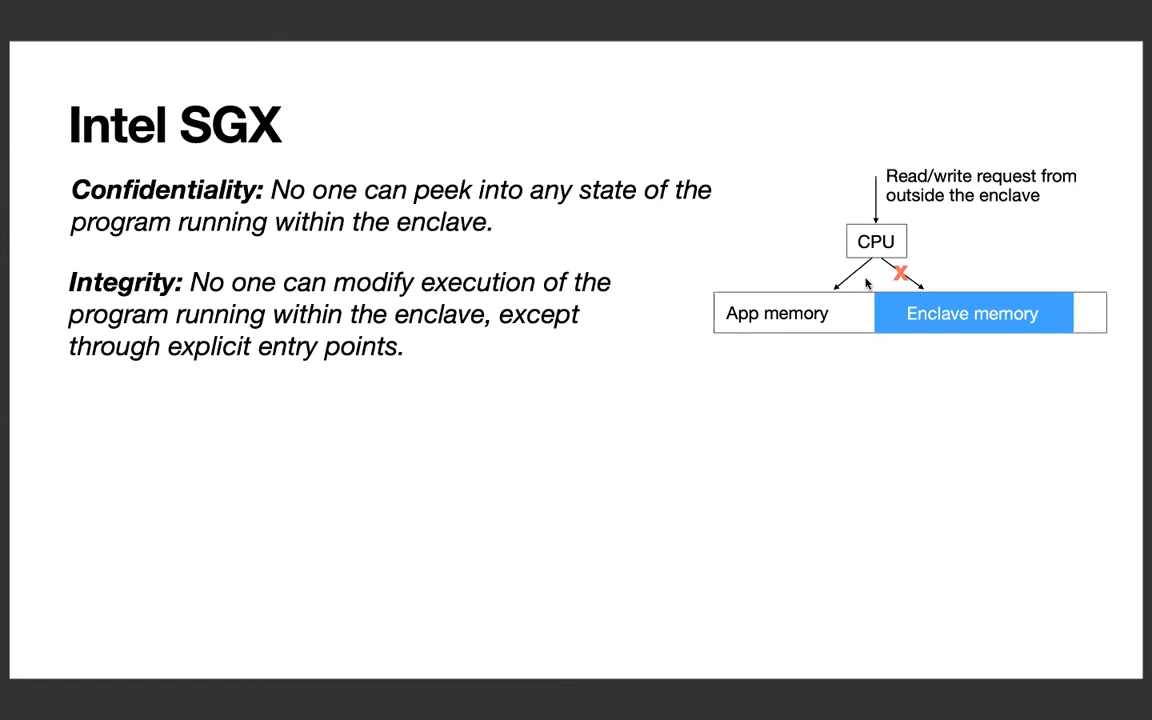 Intel SGX
Confidentiality: No one can peek into any state of the
program running within the enclave.
Integrity: No one can modify execution of the
program running within the enclave, except
through explicit entry points.
Read/write request from
outside the enclave
CPU
X
App memory
Enclave memory